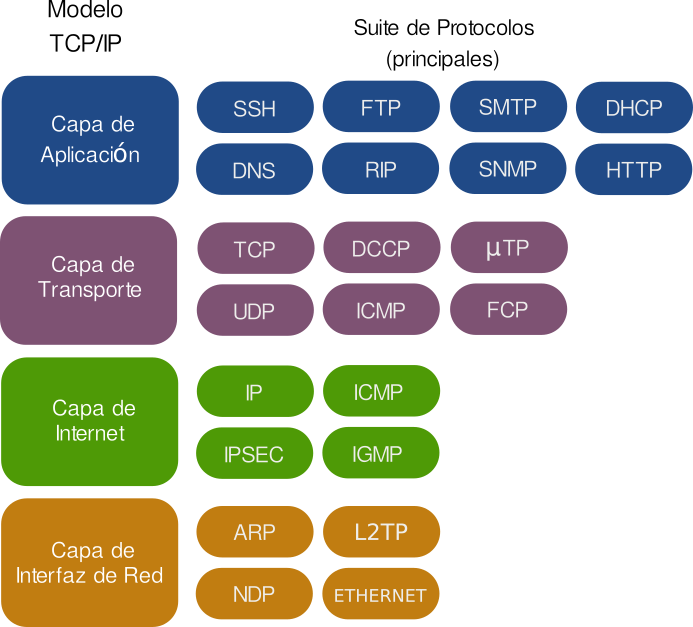 Modelo
TCP/IP
Suite de Protocolos
(principales)
Capa de
Aplicación
SSH
FTP
SMTP
DHCP
DNS
RIP
SNMP
HTTP
Capa de
Transporte
TCP
DCCP
µTP
UDP
ICMP
FCP
Capa de
Internet
IP
ICMP
IPSEC
IGMP
Capa de
Interfaz de Red
ARP
L2TP
NDP
ETHERNET